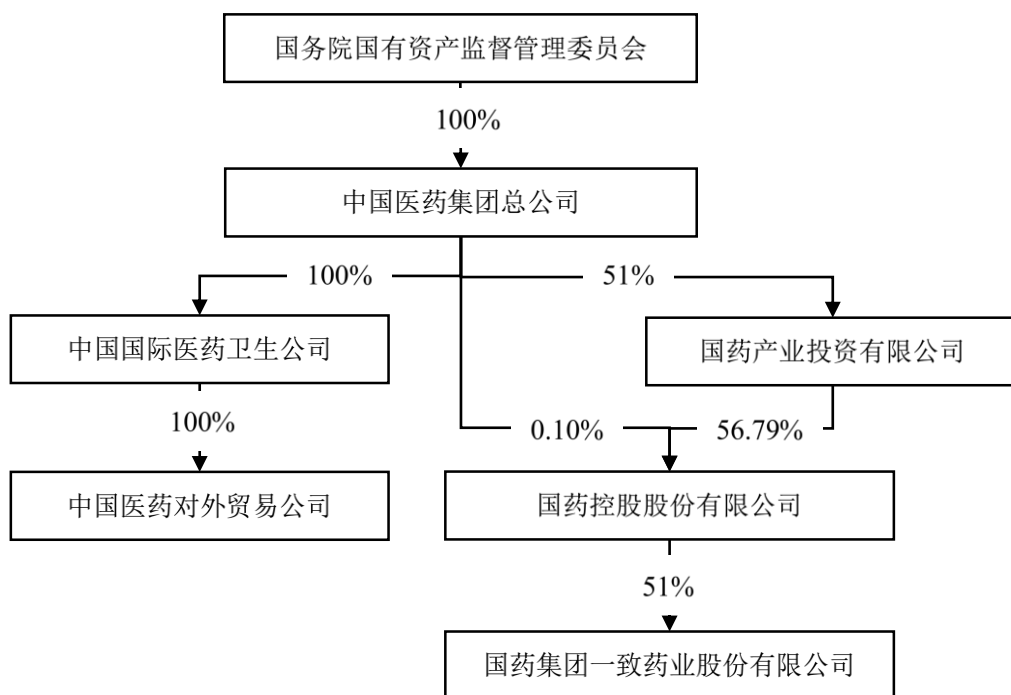 国务院国有资产监督管理委员会
100%
中国医药集团总公司
100%
51%
中国国际医药卫生公司
国药产业投资有限公司
100%
0.10%
56.79%
中国医药对外贸易公司
国药控股股份有限公司
51%
国药集团一致药业股份有限公司